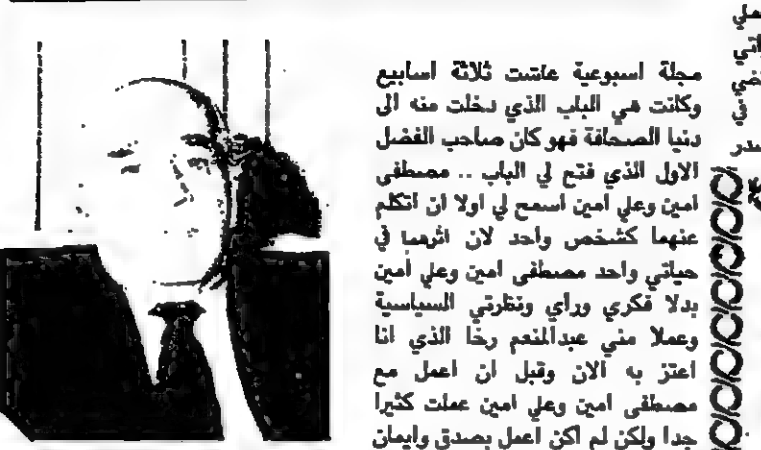 مجلة اسبوعية عاشت ثلاثة اسابيع
وكانت هي الباب الذي دخلت منه الى
دنيا الصحافة فهو كان صاحب الفضل
الاول الذي فتح لي الباب .. مصطفى
امين وعلي امين اسمح لي اولا ان اتكلم
عنهما كشخص واحد لان اثرهما في
حياتي واحد مصطفى امين وعلي أمين
بدلا فكري وراي ونظرتي السياسية
وعملا مني عبدالمنعم رخا الذي انا
اعتز به الان وقبل ان اعمل مع
مصطفى امين وعلي امين عملت كثيرا
جدا ولكن لم اكن اعمل بصدق وايمان